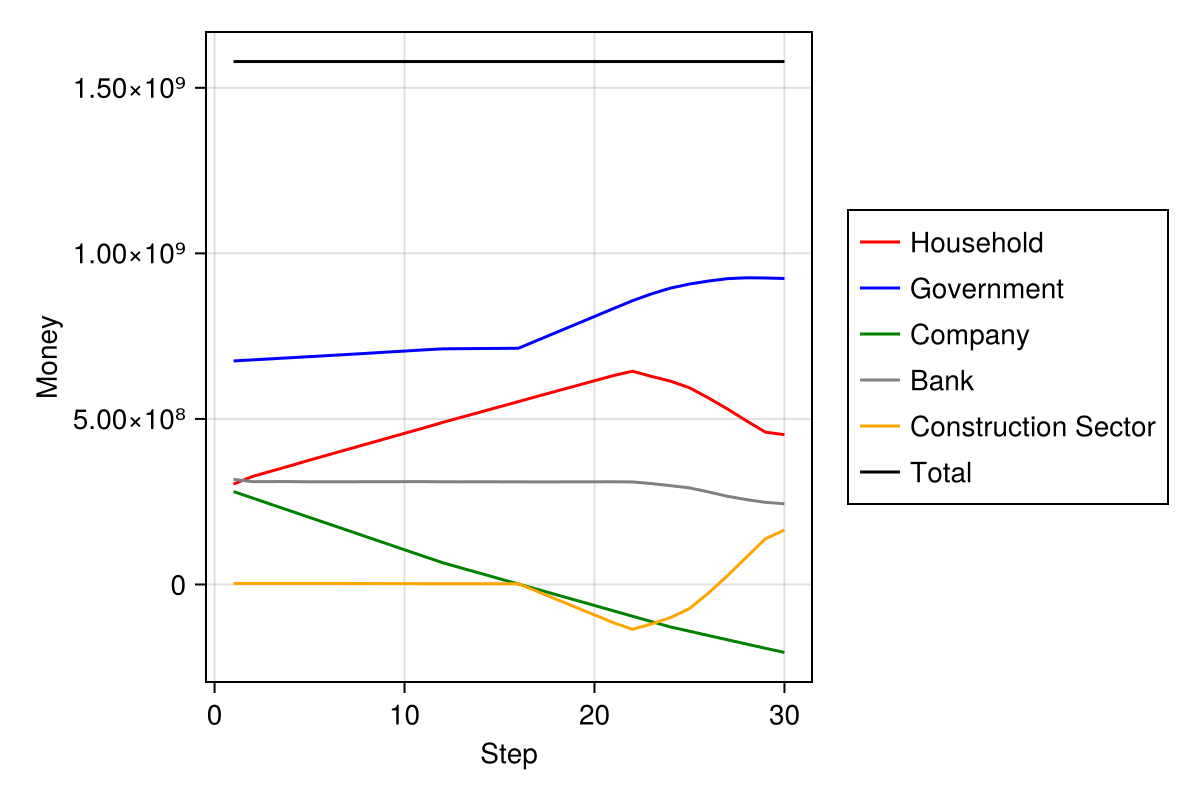 1.50×10⁹
1.00×10⁹
5.00×10⁸
0
Money
0 10 20 30
Step
Household
Government
Company
Bank
Construction Sector
Total